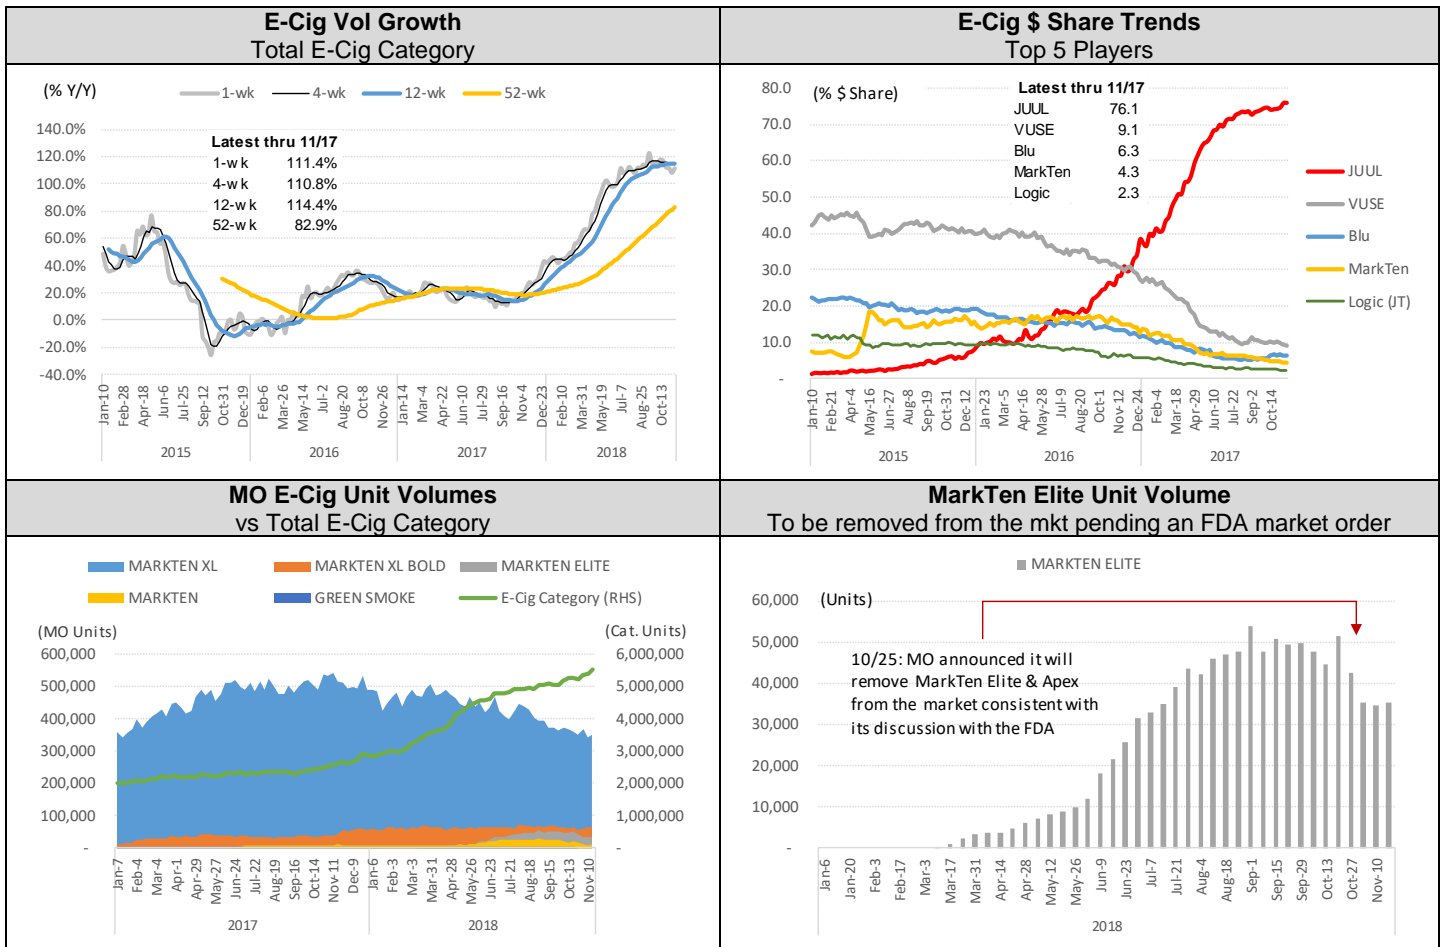 E-Cig Vol Growth
Total E-Cig Category
(% Y/Y)
1-wk 4-wk 12-wk 52-wk
140.0%
120.0%
100.0%
80.0%
60.0%
40.0%
20.0%
0.0%
-20.0%
-40.0%
Latest thru 11/17
1-wk 111.4%
4-wk 110.8%
12-wk 114.4%
52-wk 82.9%
Jan-10 Feb-28 Apr-18 Jun-6 Jul-25 Sep-12 Oct-31 Dec-19 Feb-6 Mar-26 May-14 Jul-2 Aug-20 Oct-8 Nov-26 Jan-14 Mar-4 Apr-22 Jun-10 Jul-29 Sep-16 Nov-4 Dec-23 Feb-10 Mar-31 May-19 Jul-7 Aug-25 Oct-13
2015 2016 2017 2018
E-Cig $ Share Trends
Top 5 Players
(% $ Share)
80.0
70.0
60.0
50.0
40.0
30.0
20.0
10.0
-
Latest thru 11/17
JUUL 76.1
VUSE 9.1
Blu 6.3
MarkTen 4.3
Logic 2.3
JUUL
VUSE
Blu
MarkTen
Logic (JT)
Jan-10 Feb-21 Apr-4 May-16 Jun-27 Aug-8 Sep-19 Oct-31 Dec-12 Jan-23 Mar-5 Apr-16 May-28 Jul-9 Aug-20 Oct-1 Nov-12 Dec-24 Feb-4 Mar-18 Apr-29 Jun-10 Jul-22 Sep-2 Oct-14
2015 2016 2017
MO E-Cig Unit Volumes
vs Total E-Cig Category
MARKTEN XL MARKTEN XL BOLD MARKTEN ELITE
MARKTEN GREEN SMOKE E-Cig Category (RHS)
(MO Units) (Cat. Units)
600,000 6,000,000
500,000 5,000,000
400,000 4,000,000
300,000 3,000,000
200,000 2,000,000
100,000 1,000,000
- -
Jan-7 Feb-4 Mar-4 Apr-1 Apr-29 May-27 Jun-24 Jul-22 Aug-19 Sep-16 Oct-14 Nov-11 Dec-9 Jan-6 Feb-3 Mar-3 Mar-31 Apr-28 May-26 Jun-23 Jul-21 Aug-18 Sep-15 Oct-13 Nov-10
2017 2018
MarkTen Elite Unit Volume
To be removed from the mkt pending an FDA market order
MARKTEN ELITE
(Units)
60,000
50,000
40,000
30,000
20,000
10,000
-
10/25: MO announced it will
remove MarkTen Elite & Apex
from the market consistent with
its discussion with the FDA
Jan-6 Jan-20 Feb-3 Feb-17 Mar-3 Mar-17 Mar-31 Apr-14 Apr-28 May-12 May-26 Jun-9 Jun-23 Jul-7 Jul-21 Aug-4 Aug-18 Sep-1 Sep-15 Sep-29 Oct-13 Oct-27 Nov-10
2018